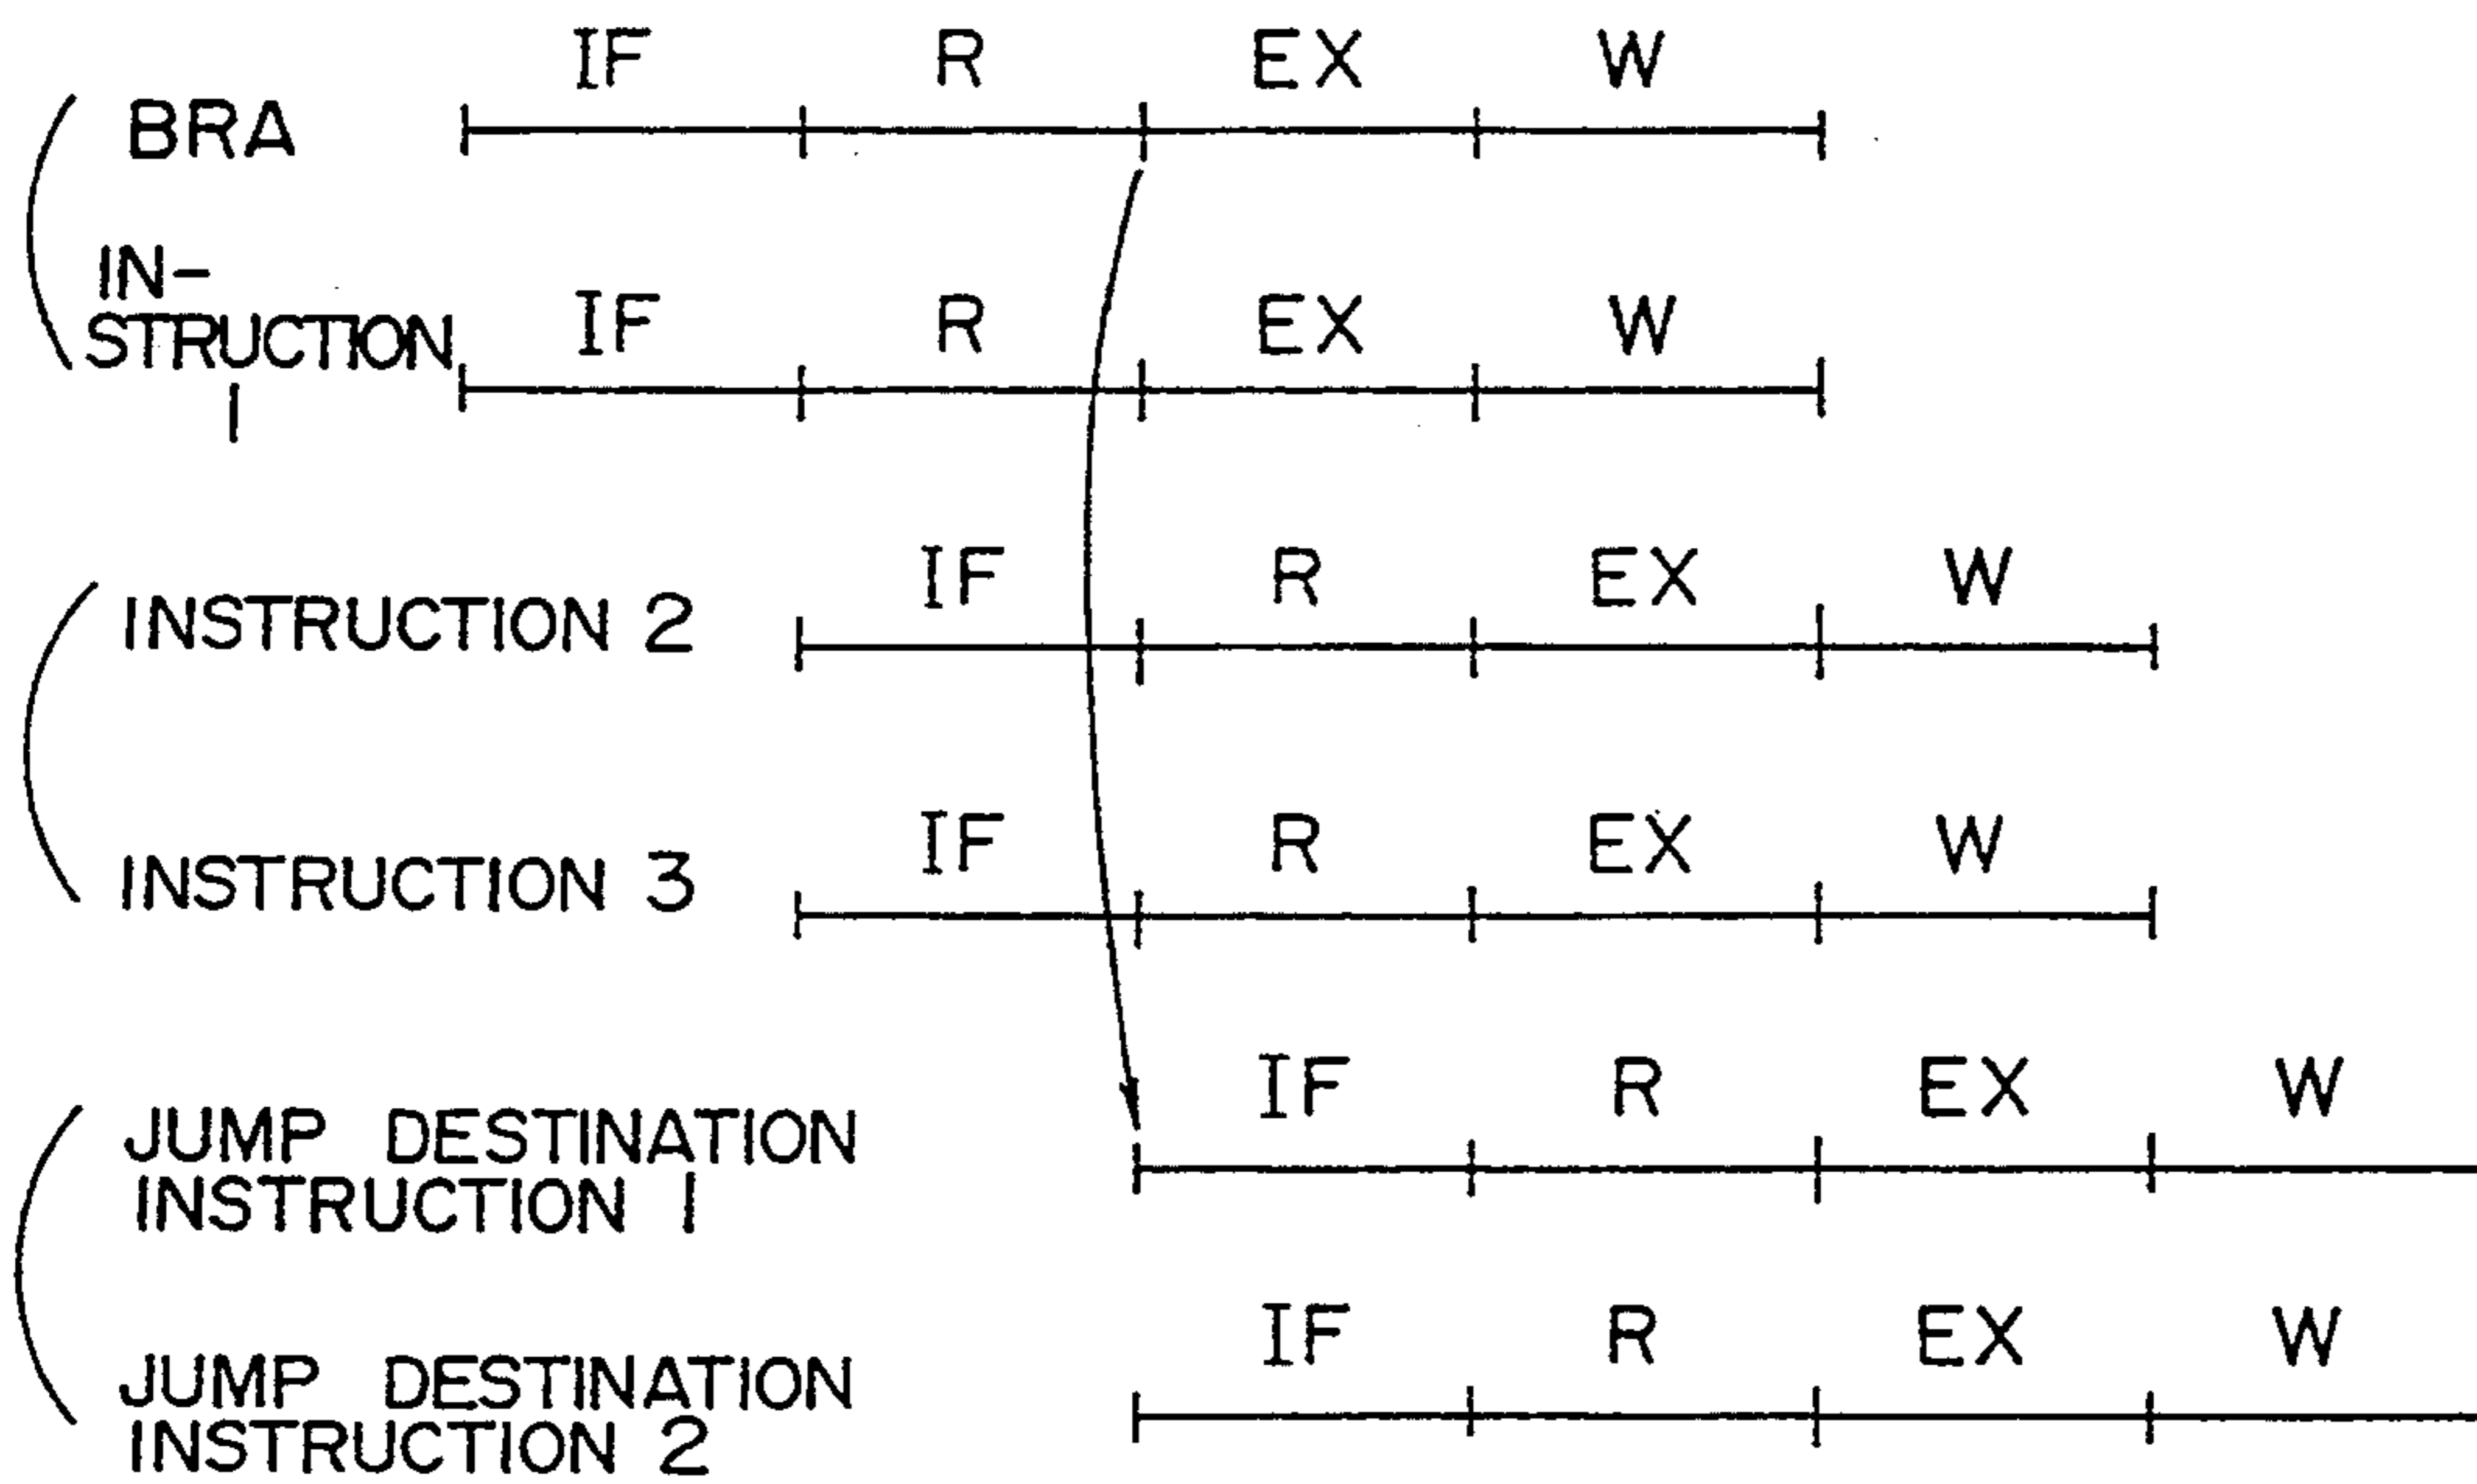 IF R EX W
BRA
IN-
STRUCTION
1
IF R EX W
IF R EX W
INSTRUCTION 2
IF R EX W
INSTRUCTION 3
IF R EX W
JUMP DESTINATION
INSTRUCTION 1
IF R EX W
JUMP DESTINATION
INSTRUCTION 2